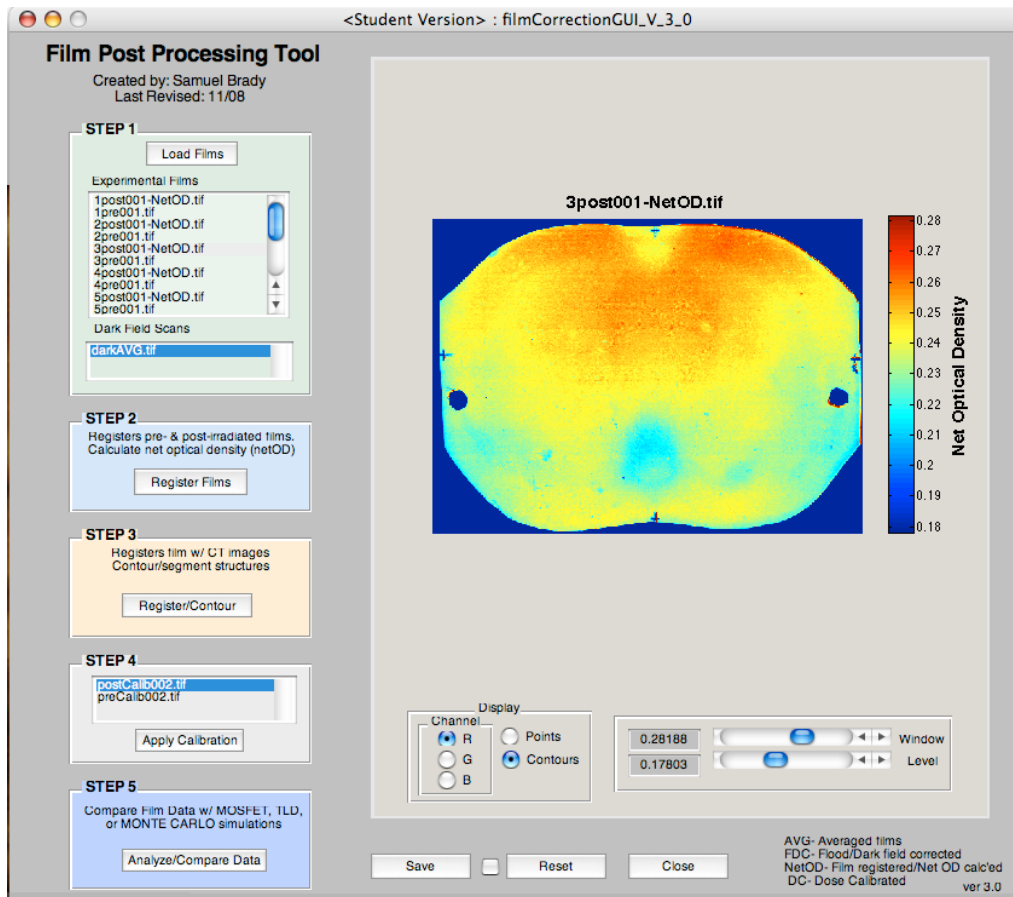 <Student Version> : filmCorrectionGUI_V_3_0
Film Post Processing Tool
Created by: Samuel Brady
Last Revised: 11/08
STEP 1
Load Films
Experimental Films
1post001-NetOD.tif
1pre001.tif
2post001-NetOD.tif
2pre001.tif
3post001-NetOD.tif
3pre001.tif
4post001-NetOD.tif
4pre001.tif
5post001-NetOD.tif
5pre001.tif
Dark Field Scans
darkAVG.tif
STEP 2
Registers pre- & post-irradiated films.
Calculate net optical density (netOD)
Register Films
STEP 3
Registers film w/ CT images
Contour/segment structures
Register/Contour
STEP 4
postCalib002.tif
preCalib002.tif
Apply Calibration
STEP 5
Compare Film Data w/ MOSFET, TLD,
or MONTE CARLO simulations
Analyze/Compare Data
3post001-NetOD.tif
0.28
0.27
0.26
0.25
0.24
0.23
0.22
0.21
0.2
0.19
0.18
Net Optical Density
Display
Channel
R
G
B
Points
Contours
0.28188
Window
0.17803
Level
Save
Reset
Close
AVG- Averaged films
FDC- Flood/Dark field corrected
NetOD- Film registered/Net OD calc'ed
DC- Dose Calibrated
ver 3.0